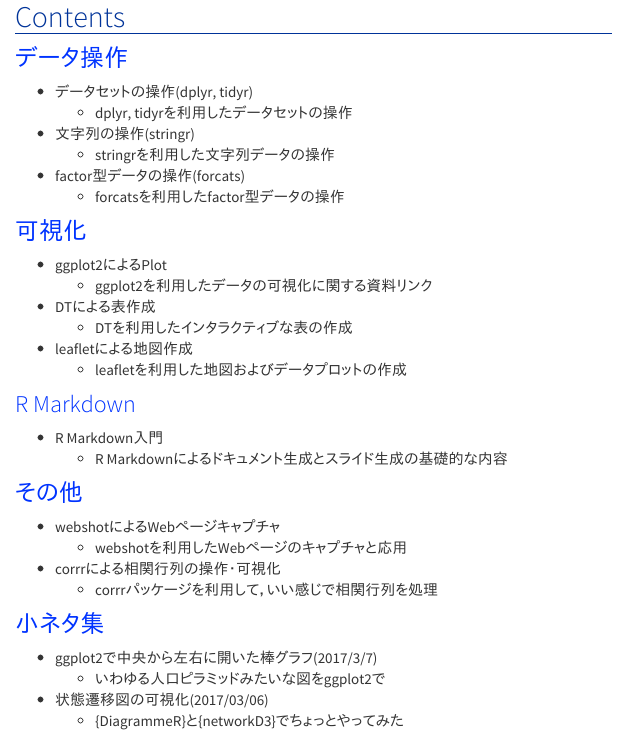 Contents
データ操作
データセットの操作(dplyr, tidyr)
dplyr, tidyrを利用したデータセットの操作
文字列の操作(stringr)
stringrを利用した文字列データの操作
factor型データの操作(forcats)
forcatsを利用したfactor型データの操作
可視化
ggplot2によるPlot
ggplot2を利用したデータの可視化に関する資料リンク
DTによる表作成
DTを利用したインタラクティブな表の作成
leafletによる地図作成
leafletを利用した地図およびデータプロットの作成
R Markdown
R Markdown入門
R Markdownによるドキュメント生成とスライド生成の基礎的な内容
その他
webshotによるWebページキャプチャ
webshotを利用したWebページのキャプチャと応用
corrrによる相関行列の操作・可視化
corrrパッケージを利用して，いい感じで相関行列を処理
小ネタ集
ggplot2で中央から左右に開いた棒グラフ(2017/3/7)
いわゆる人口ピラミッドみたいな図をggplot2で
状態遷移図の可視化(2017/03/06)
{DiagrammeR}と{networkD3}でちょっとやってみた